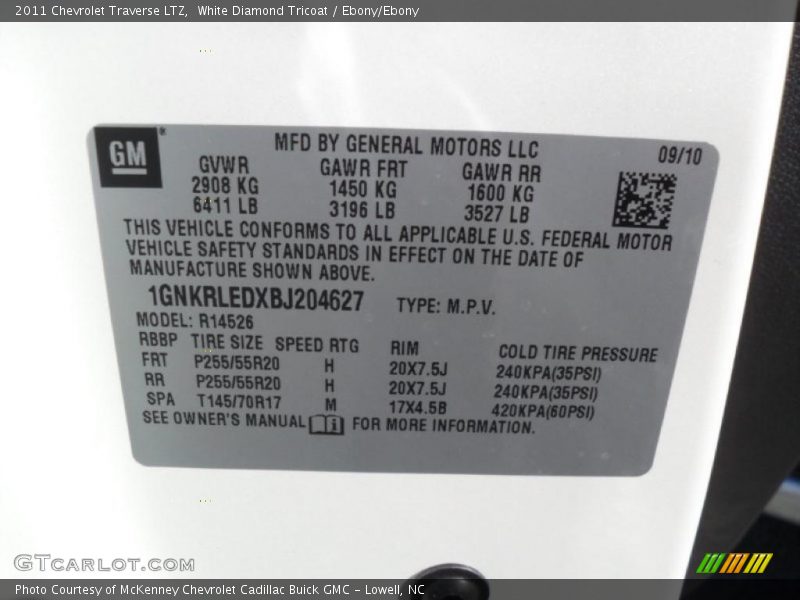 2011 Chevrolet Traverse LTZ, White Diamond Tricoat / Ebony/Ebony
GM
MFD BY GENERAL MOTORS LLC 09/10
GVWR GAWR FRT GAWR RR
2908 KG 1450 KG 1600 KG
6411 LB 3196 LB 3527 LB
THIS VEHICLE CONFORMS TO ALL APPLICABLE U.S. FEDERAL MOTOR
VEHICLE SAFETY STANDARDS IN EFFECT ON THE DATE OF
MANUFACTURE SHOWN ABOVE.
1GNKRLEDXBJ204627 TYPE: M.P.V.
MODEL: R14526
RBBP TIRE SIZE SPEED RTG RIM COLD TIRE PRESSURE
FRT P255/55R20 H 20X7.5J 240KPA(35PSI)
RR P255/55R20 H 20X7.5J 240KPA(35PSI)
SPA T145/70R17 M 17X4.5B 420KPA(60PSI)
SEE OWNER'S MANUAL i FOR MORE INFORMATION.
GTCARLOT.COM
Photo Courtesy of McKenney Chevrolet Cadillac Buick GMC - Lowell, NC